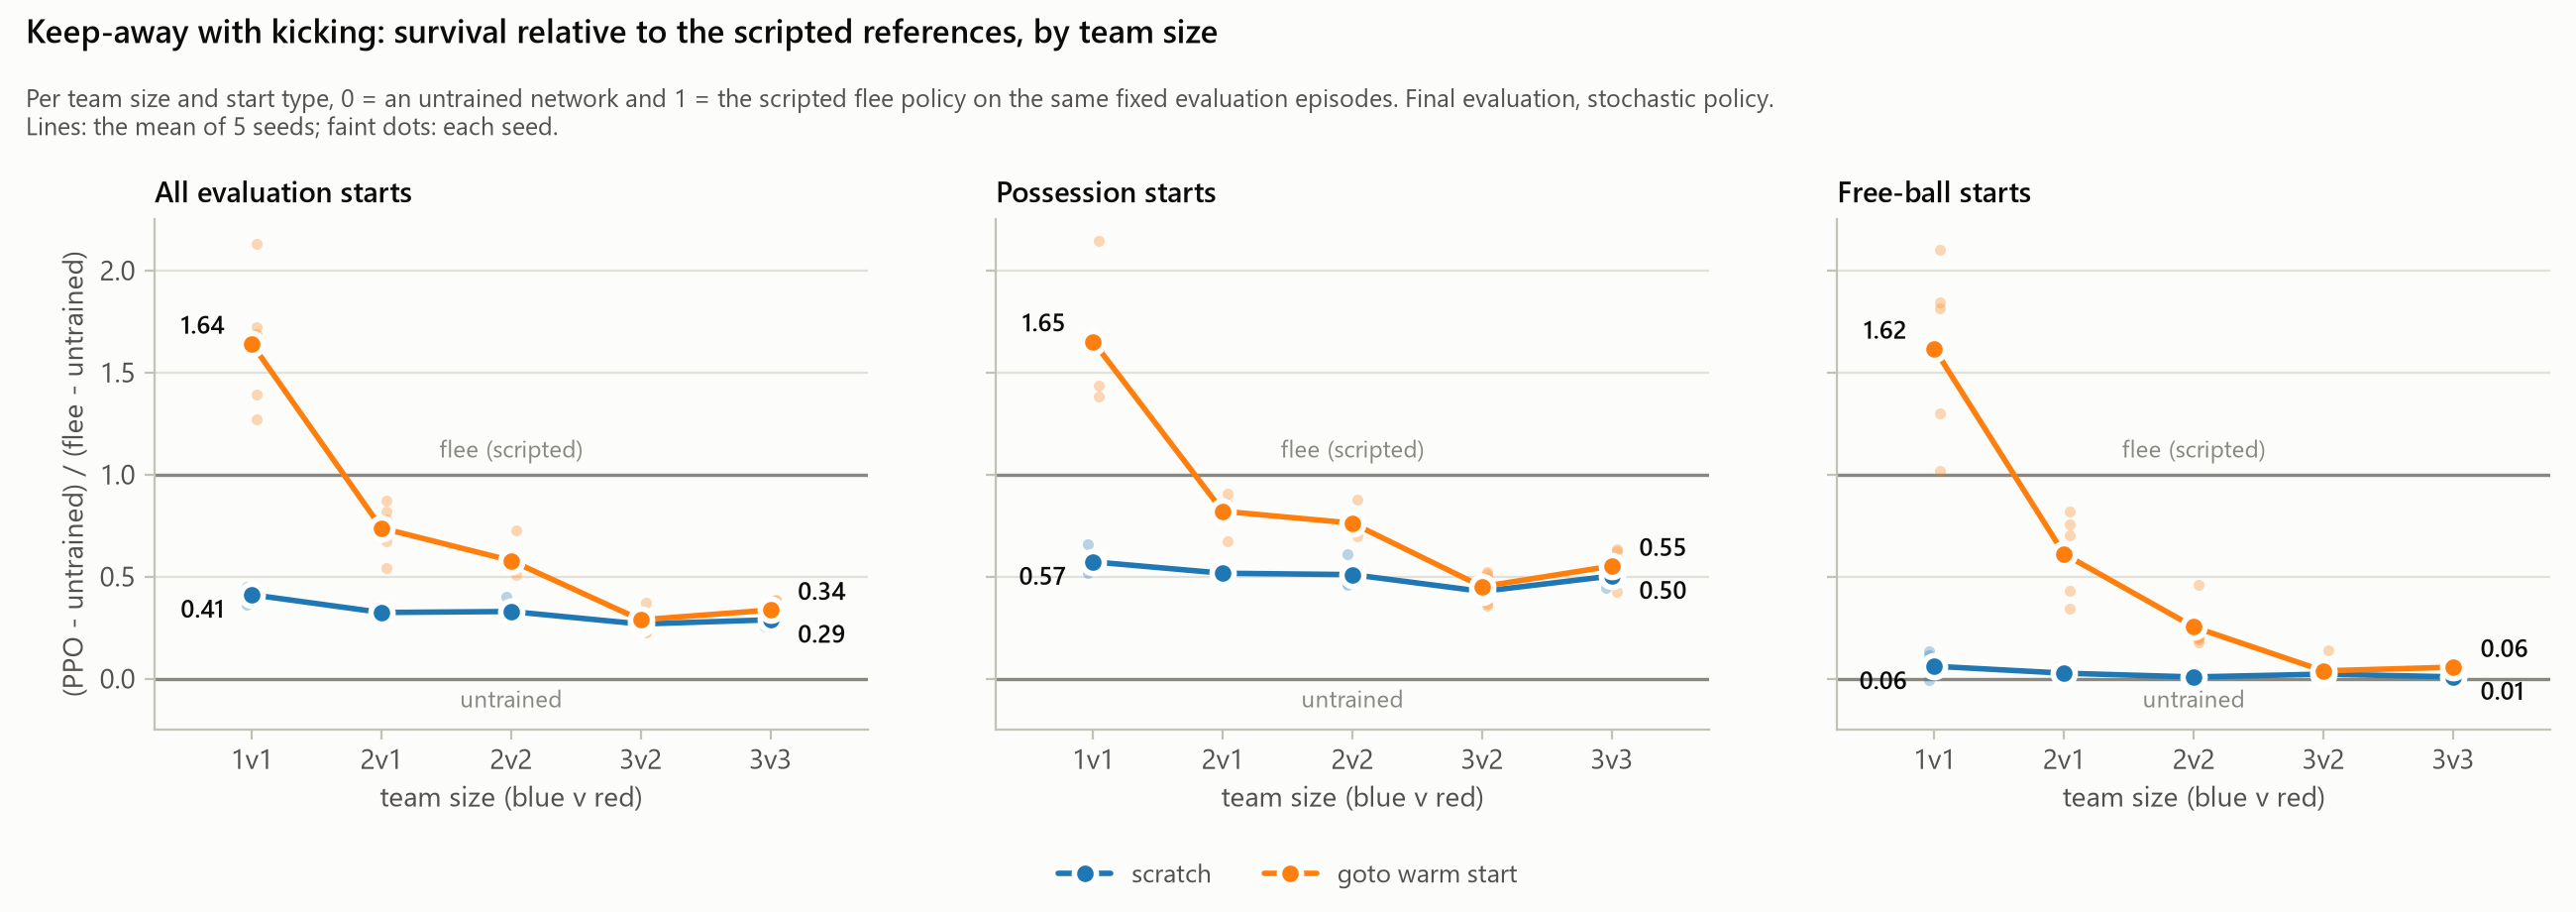 Keep-away with kicking: survival relative to the scripted references, by team size
Per team size and start type, 0 = an untrained network and 1 = the scripted flee policy on the same fixed evaluation episodes. Final evaluation, stochastic policy.
Lines: the mean of 5 seeds; faint dots: each seed.
All evaluation starts
(PPO - untrained) / (flee - untrained)
2.0
1.5
1.0
0.5
0.0
1.64
0.41
flee (scripted)
0.34
0.29
untrained
1v1 2v1 2v2 3v2 3v3
team size (blue v red)
Possession starts
1.65
0.57
flee (scripted)
0.55
0.50
untrained
1v1 2v1 2v2 3v2 3v3
team size (blue v red)
Free-ball starts
1.62
0.06
flee (scripted)
0.06
0.01
untrained
1v1 2v1 2v2 3v2 3v3
team size (blue v red)
scratch
goto warm start